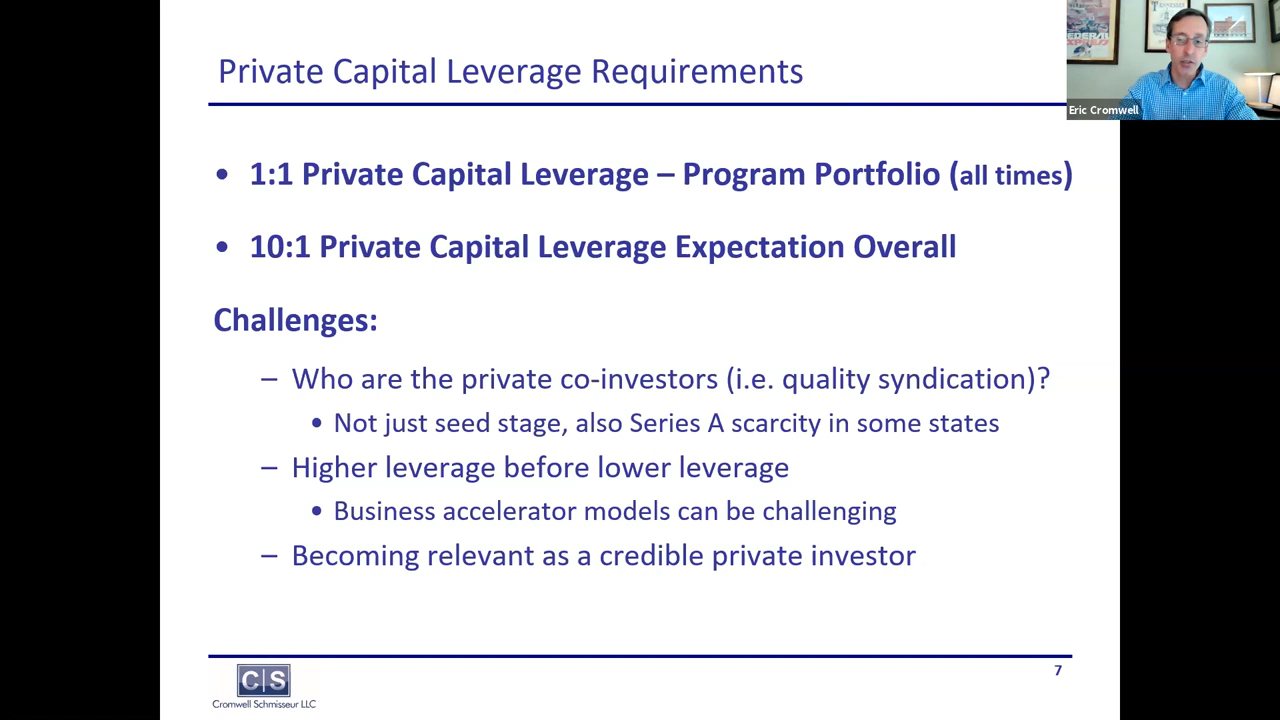 Private Capital Leverage Requirements
Eric Cromwell
• 1:1 Private Capital Leverage – Program Portfolio (all times)
• 10:1 Private Capital Leverage Expectation Overall
Challenges:
– Who are the private co-investors (i.e. quality syndication)?
• Not just seed stage, also Series A scarcity in some states
– Higher leverage before lower leverage
• Business accelerator models can be challenging
– Becoming relevant as a credible private investor
7
C|S
Cromwell Schmisseur LLC